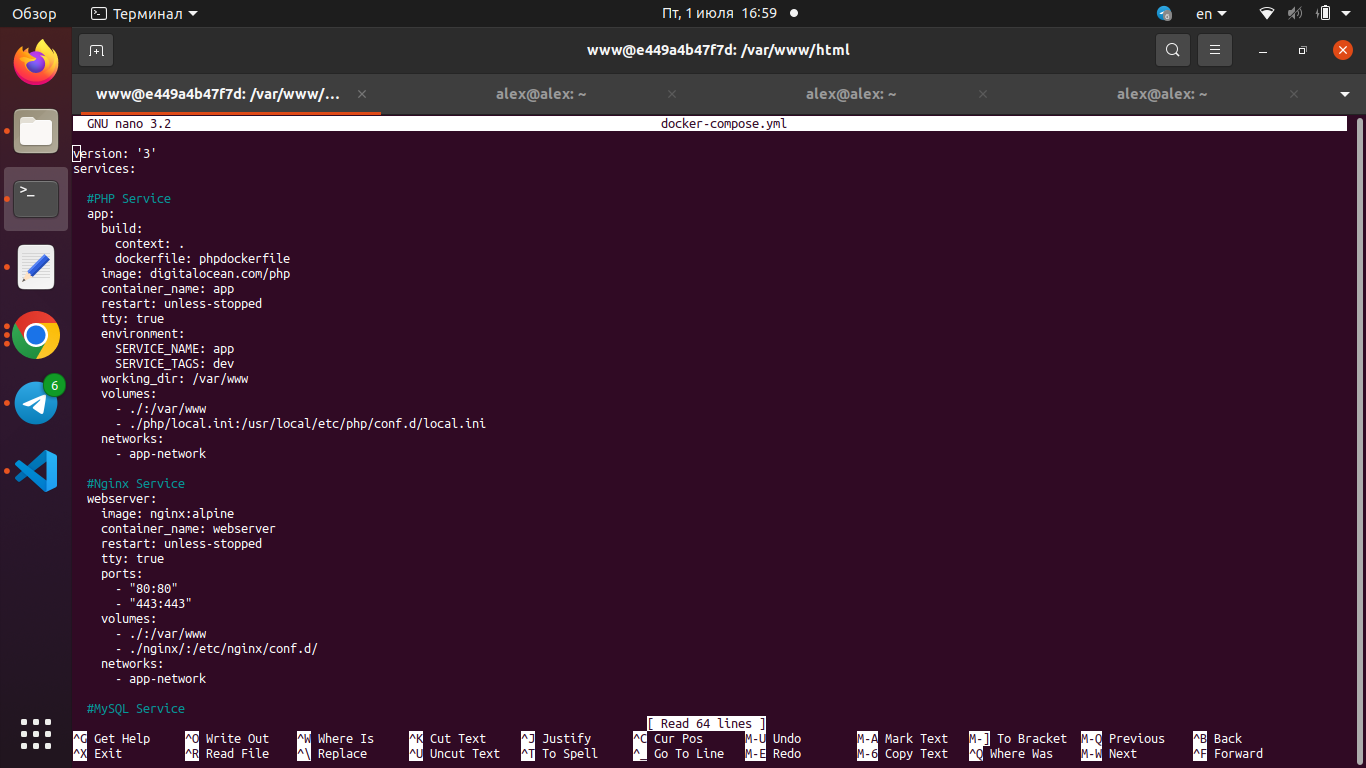 Обзор Терминал Пт, 1 июля 16:59 en
www@e449a4b47f7d: /var/www/html
www@e449a4b47f7d: /var/www/... alex@alex: ~ alex@alex: ~ alex@alex: ~
GNU nano 3.2 docker-compose.yml
version: '3'
services:
#PHP Service
app:
build:
context: .
dockerfile: phpdockerfile
image: digitalocean.com/php
container_name: app
restart: unless-stopped
tty: true
environment:
SERVICE_NAME: app
SERVICE_TAGS: dev
working_dir: /var/www
volumes:
- ./:/var/www
- ./php/local.ini:/usr/local/etc/php/conf.d/local.ini
networks:
- app-network
#Nginx Service
webserver:
image: nginx:alpine
container_name: webserver
restart: unless-stopped
tty: true
ports:
- "80:80"
- "443:443"
volumes:
- ./:/var/www
- ./nginx/:/etc/nginx/conf.d/
networks:
- app-network
#MySQL Service
[ Read 64 lines ]
^G Get Help ^O Write Out ^W Where Is ^K Cut Text ^J Justify ^C Cur Pos M-U Undo M-A Mark Text M-] To Bracket M-Q Previous ^B Back
^X Exit ^R Read File ^\ Replace ^U Uncut Text ^T To Spell ^_ Go To Line M-E Redo M-6 Copy Text ^Q Where Was M-W Next ^F Forward
6
>_